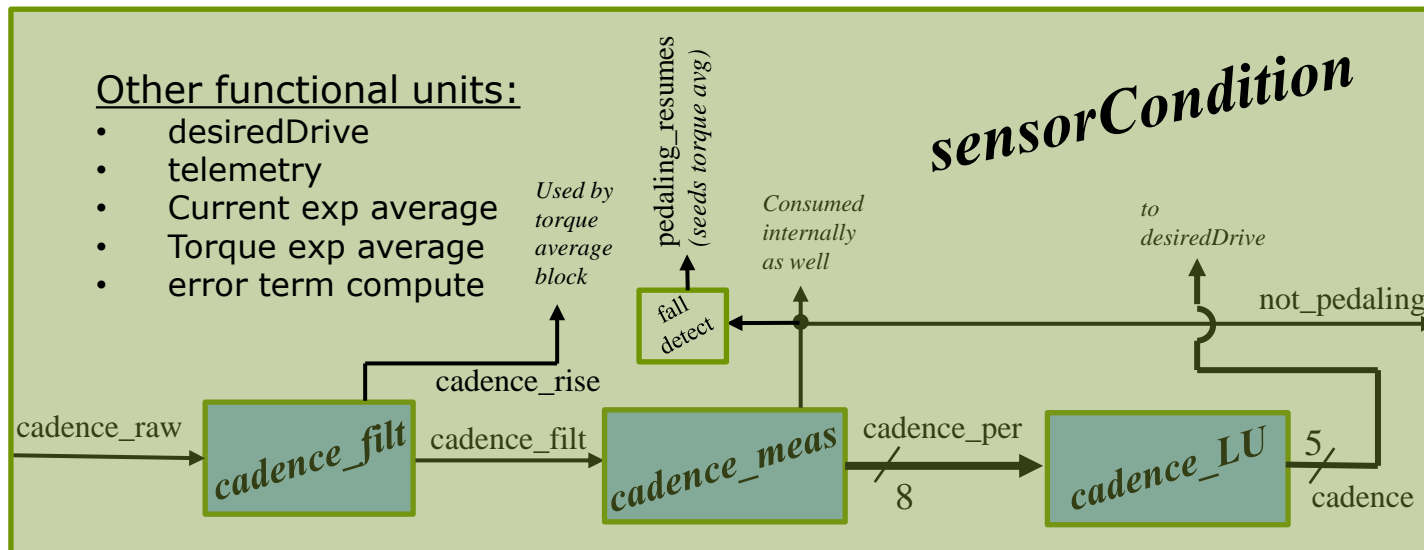 Other functional units:
• desiredDrive
• telemetry
• Current exp average
• Torque exp average
• error term compute
Used by
torque
average
block
pedaling_resumes
(seeds torque avg)
Consumed
internally
as well
sensorCondition
to
desiredDrive
fall
detect
not_pedaling
cadence_rise
cadence_raw
cadence_filt
cadence_filt
cadence_meas
cadence_per
8
cadence_LU
5
cadence